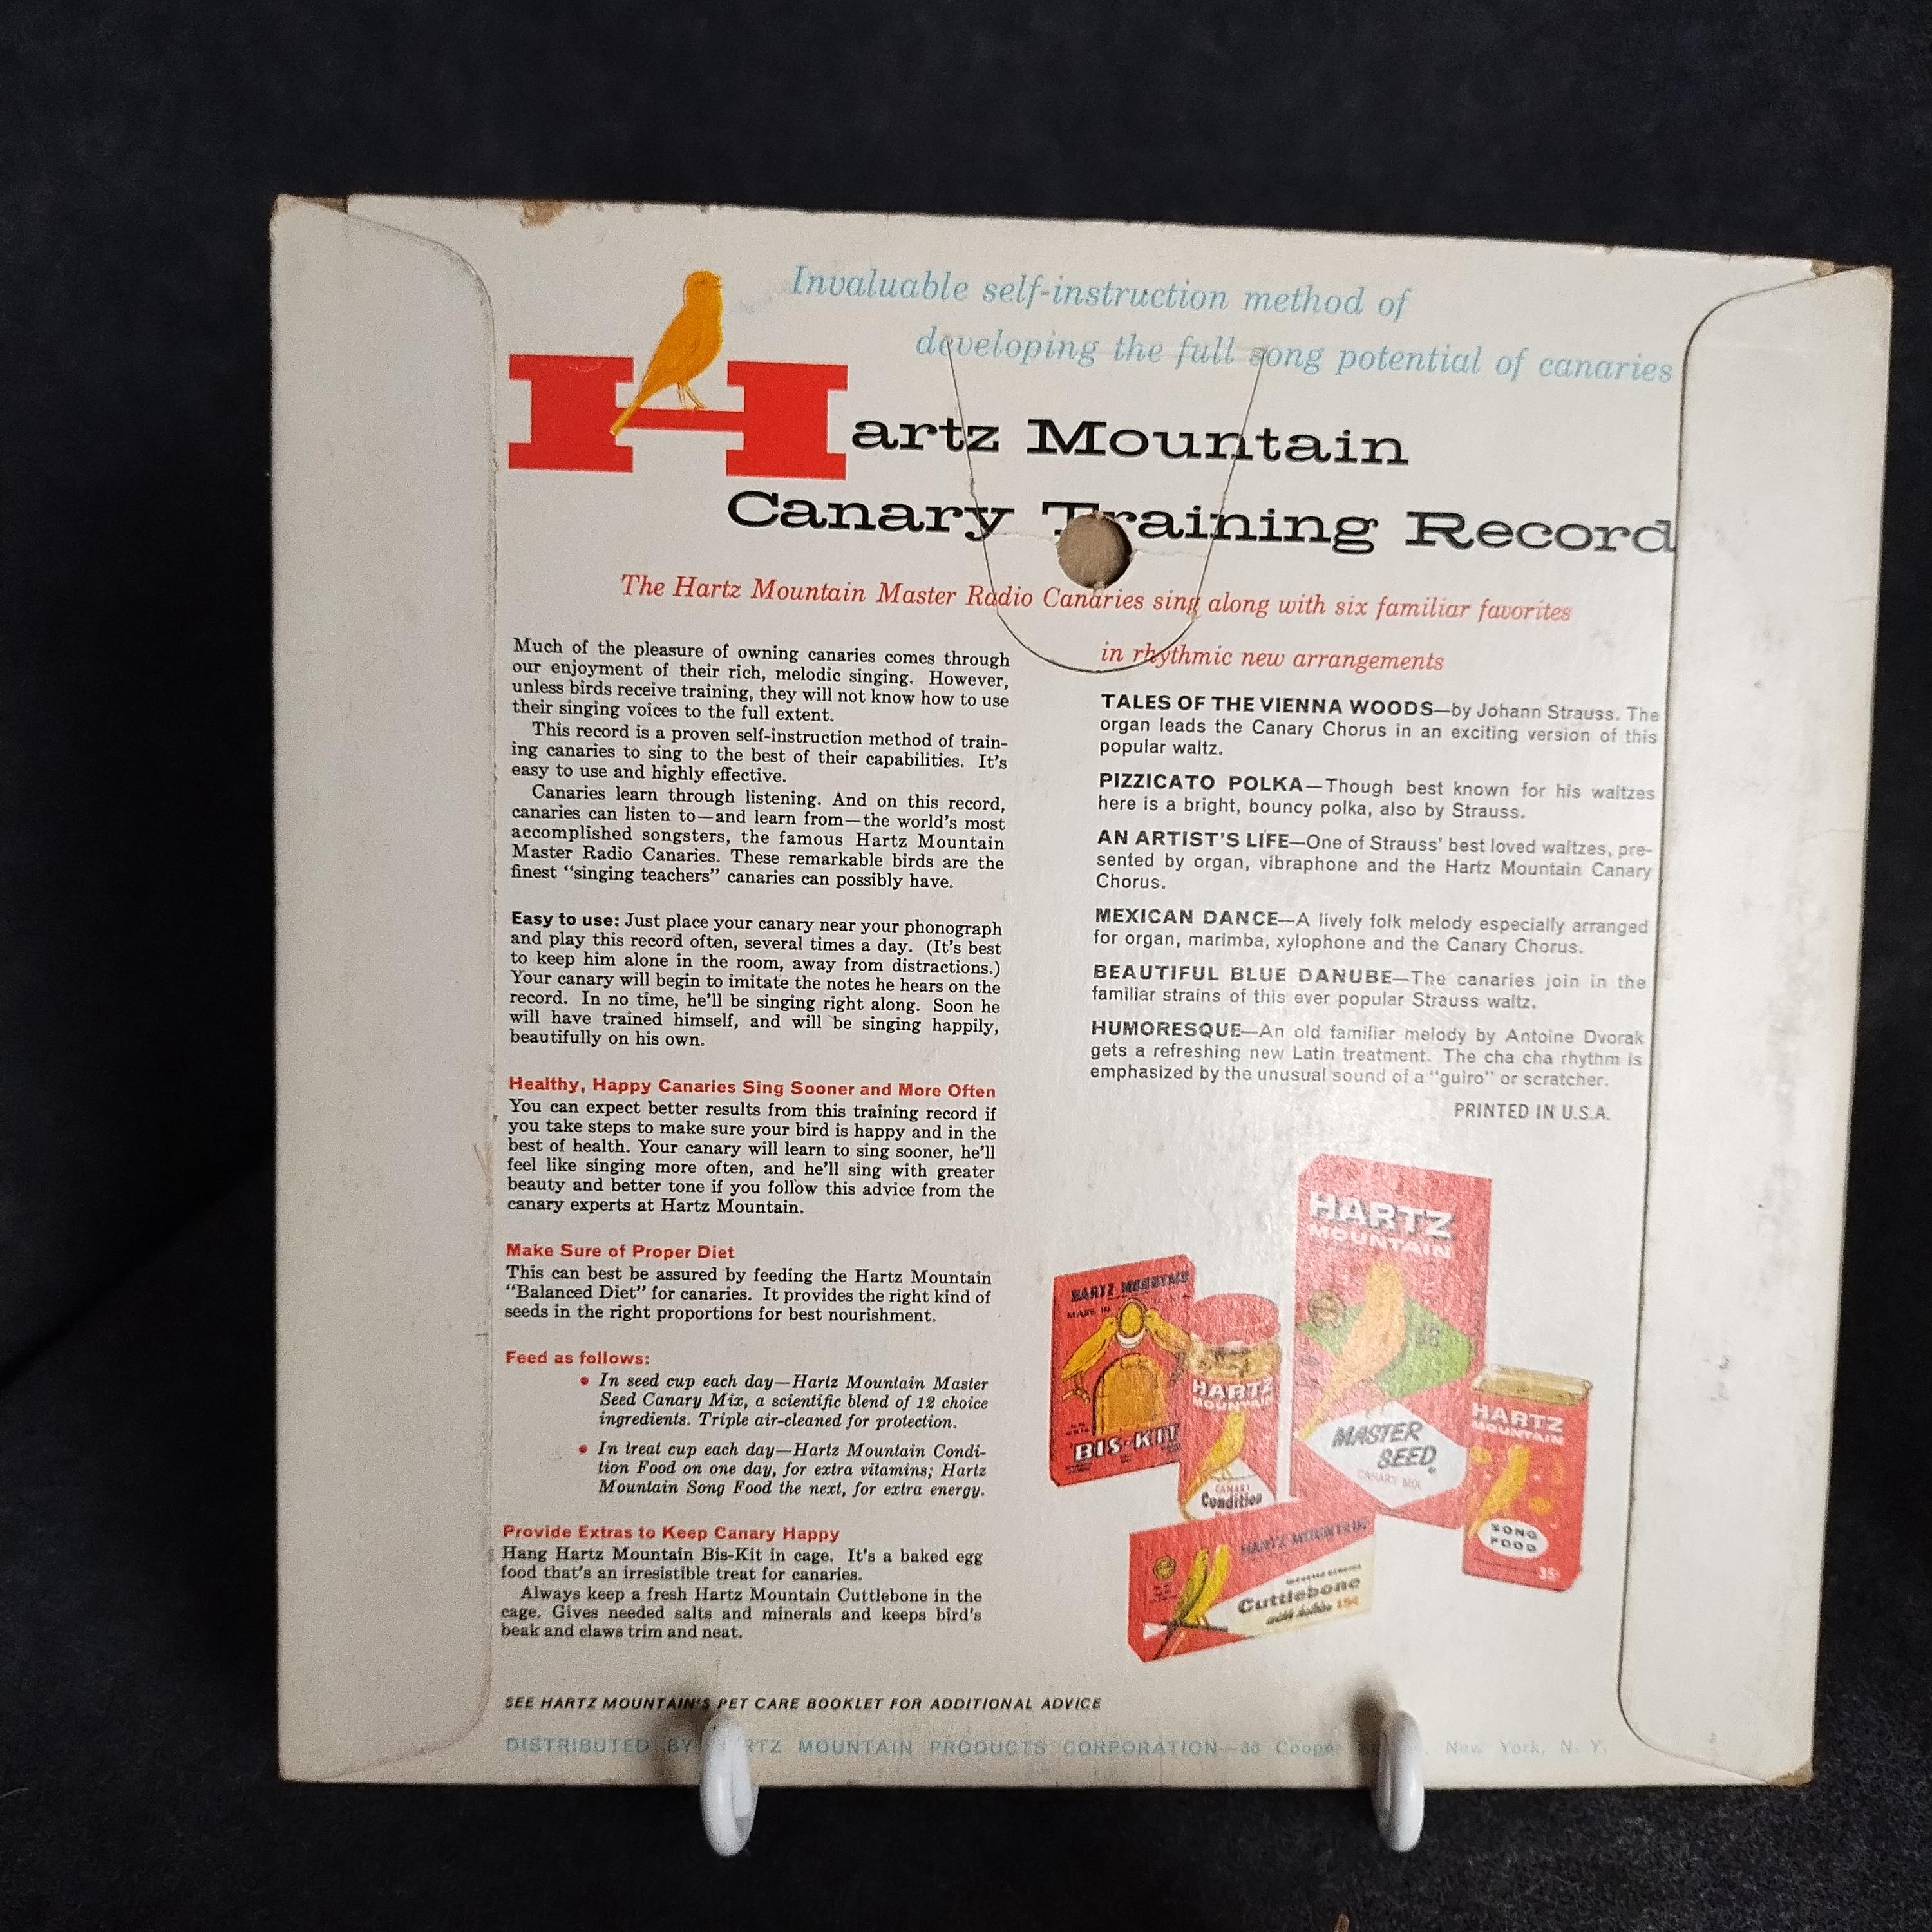 Invaluable self-instruction method of
developing the full song potential of canaries
Hartz Mountain
Canary Training Record
The Hartz Mountain Master Radio Canaries sing along with six familiar favorites
in rhythmic new arrangements
Much of the pleasure of owning canaries comes through
our enjoyment of their rich, melodic singing. However,
unless birds receive training, they will not know how to use
their singing voices to the full extent.
This record is a proven self-instruction method of train-
ing canaries to sing to the best of their capabilities. It's
easy to use and highly effective.
Canaries learn through listening. And on this record,
canaries can listen to—and learn from—the world's most
accomplished songsters, the famous Hartz Mountain
Master Radio Canaries. These remarkable birds are the
finest "singing teachers" canaries can possibly have.
Easy to use: Just place your canary near your phonograph
and play this record often, several times a day. (It's best
to keep him alone in the room, away from distractions.)
Your canary will begin to imitate the notes he hears on the
record. In no time, he'll be singing right along. Soon he
will have trained himself, and will be singing happily,
beautifully on his own.
Healthy, Happy Canaries Sing Sooner and More Often
You can expect better results from this training record if
you take steps to make sure your bird is happy and in the
best of health. Your canary will learn to sing sooner, he'll
feel like singing more often, and he'll sing with greater
beauty and better tone if you follow this advice from the
canary experts at Hartz Mountain.
Make Sure of Proper Diet
This can best be assured by feeding the Hartz Mountain
"Balanced Diet" for canaries. It provides the right kind of
seeds in the right proportions for best nourishment.
Feed as follows:
• In seed cup each day—Hartz Mountain Master
Seed Canary Mix, a scientific blend of 12 choice
ingredients. Triple air-cleaned for protection.
• In treat cup each day—Hartz Mountain Condi-
tion Food on one day, for extra vitamins; Hartz
Mountain Song Food the next, for extra energy.
Provide Extras to Keep Canary Happy
Hang Hartz Mountain Bis-Kit in cage. It's a baked egg
food that's an irresistible treat for canaries.
Always keep a fresh Hartz Mountain Cuttlebone in the
cage. Gives needed salts and minerals and keeps bird's
beak and claws trim and neat.
TALES OF THE VIENNA WOODS—by Johann Strauss. The
organ leads the Canary Chorus in an exciting version of this
popular waltz.
PIZZICATO POLKA—Though best known for his waltzes
here is a bright, bouncy polka, also by Strauss.
AN ARTIST'S LIFE—One of Strauss' best loved waltzes, pre-
sented by organ, vibraphone and the Hartz Mountain Canary
Chorus.
MEXICAN DANCE—A lively folk melody especially arranged
for organ, marimba, xylophone and the Canary Chorus.
BEAUTIFUL BLUE DANUBE—The canaries join in the
familiar strains of this ever popular Strauss waltz.
HUMORESQUE—An old familiar melody by Antoine Dvorak
gets a refreshing new Latin treatment. The cha cha rhythm is
emphasized by the unusual sound of a "guiro" or scratcher.
PRINTED IN U.S.A.
HARTZ
MOUNTAIN
MASTER
SEED
CANARY MIX
HARTZ MOUNTAIN
BIS-KIT
HARTZ
MOUNTAIN
CANARY
Condition
HARTZ
MOUNTAIN
SONG
FOOD
35¢
HARTZ MOUNTAIN
Cuttlebone
with holder
SEE HARTZ MOUNTAIN'S PET CARE BOOKLET FOR ADDITIONAL ADVICE
DISTRIBUTED BY HARTZ MOUNTAIN PRODUCTS CORPORATION—36 Cooper New York, N. Y.